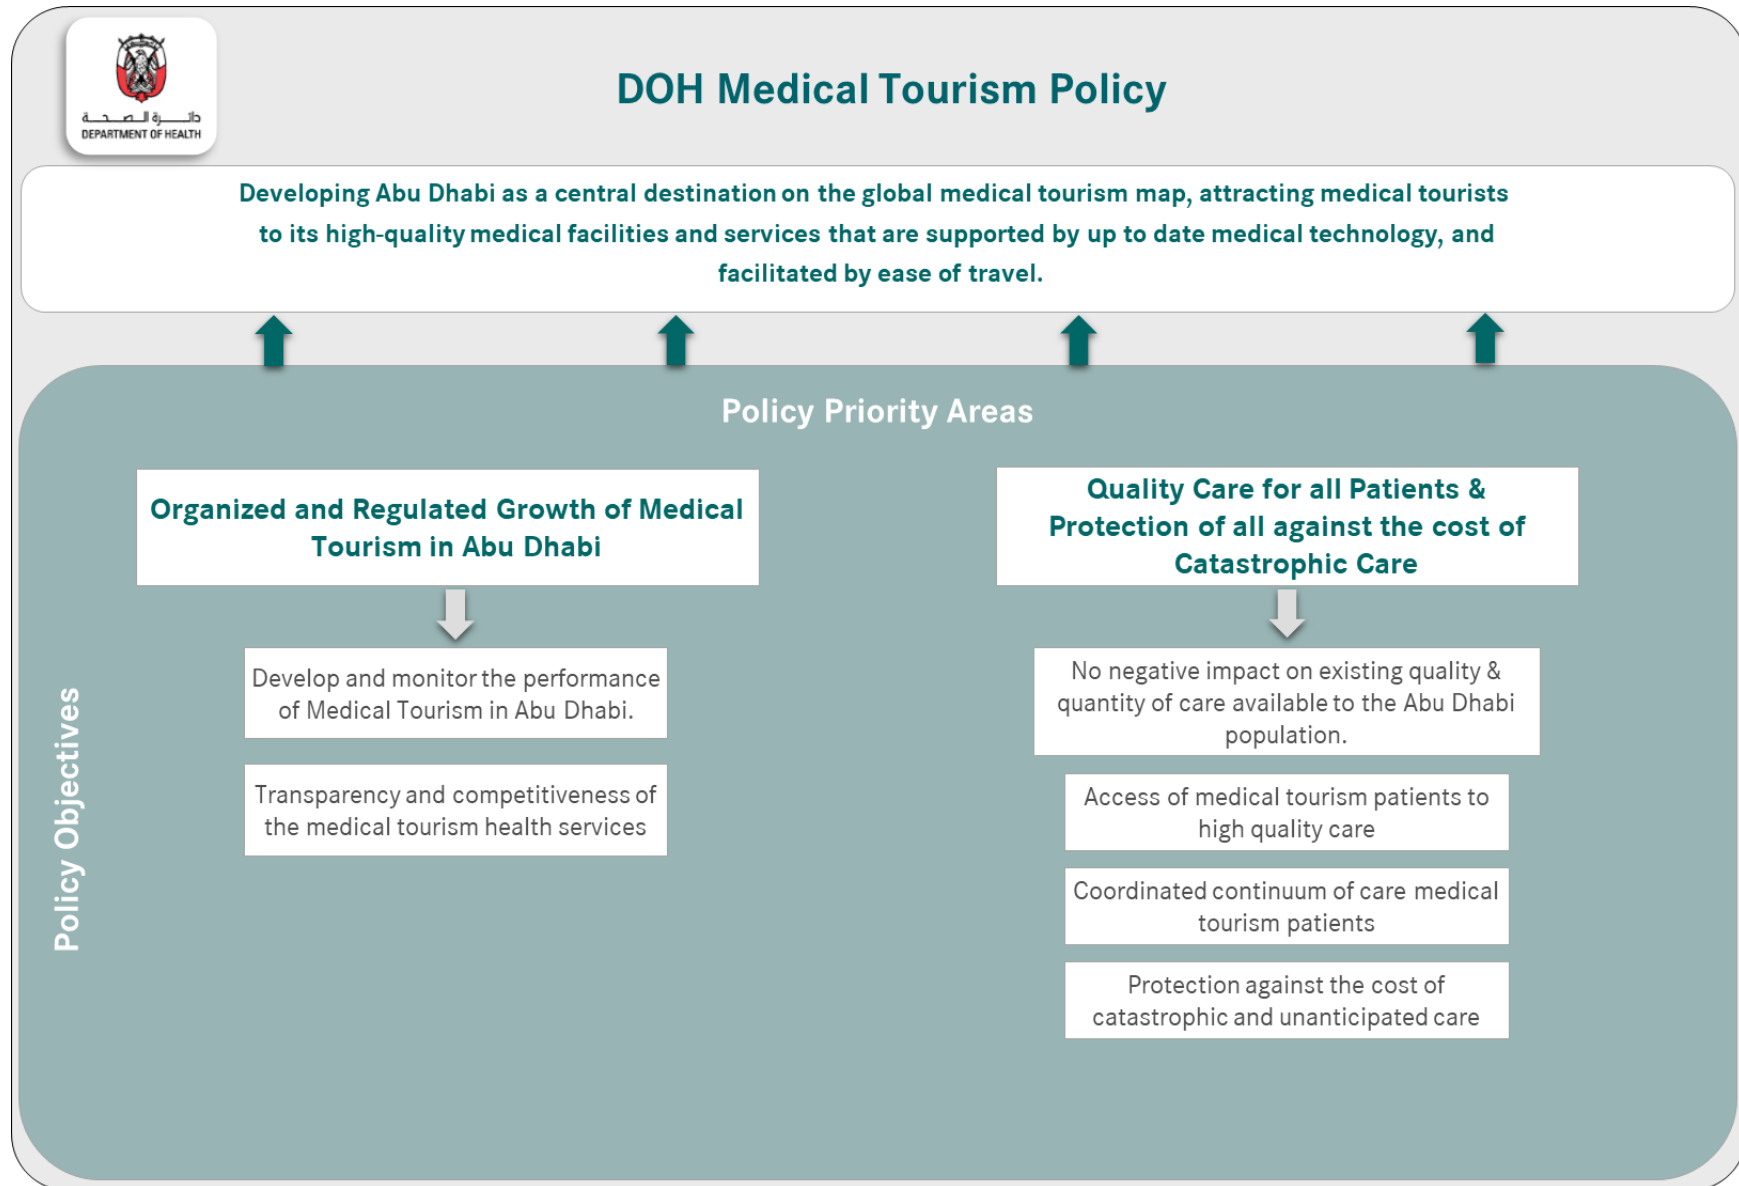 دائـــــرة الـــصـــحـــة
DEPARTMENT OF HEALTH
DOH Medical Tourism Policy
Developing Abu Dhabi as a central destination on the global medical tourism map, attracting medical tourists
to its high-quality medical facilities and services that are supported by up to date medical technology, and
facilitated by ease of travel.
Policy Priority Areas
Organized and Regulated Growth of Medical
Tourism in Abu Dhabi
Quality Care for all Patients &
Protection of all against the cost of
Catastrophic Care
Policy Objectives
Develop and monitor the performance
of Medical Tourism in Abu Dhabi.
Transparency and competitiveness of
the medical tourism health services
No negative impact on existing quality &
quantity of care available to the Abu Dhabi
population.
Access of medical tourism patients to
high quality care
Coordinated continuum of care medical
tourism patients
Protection against the cost of
catastrophic and unanticipated care